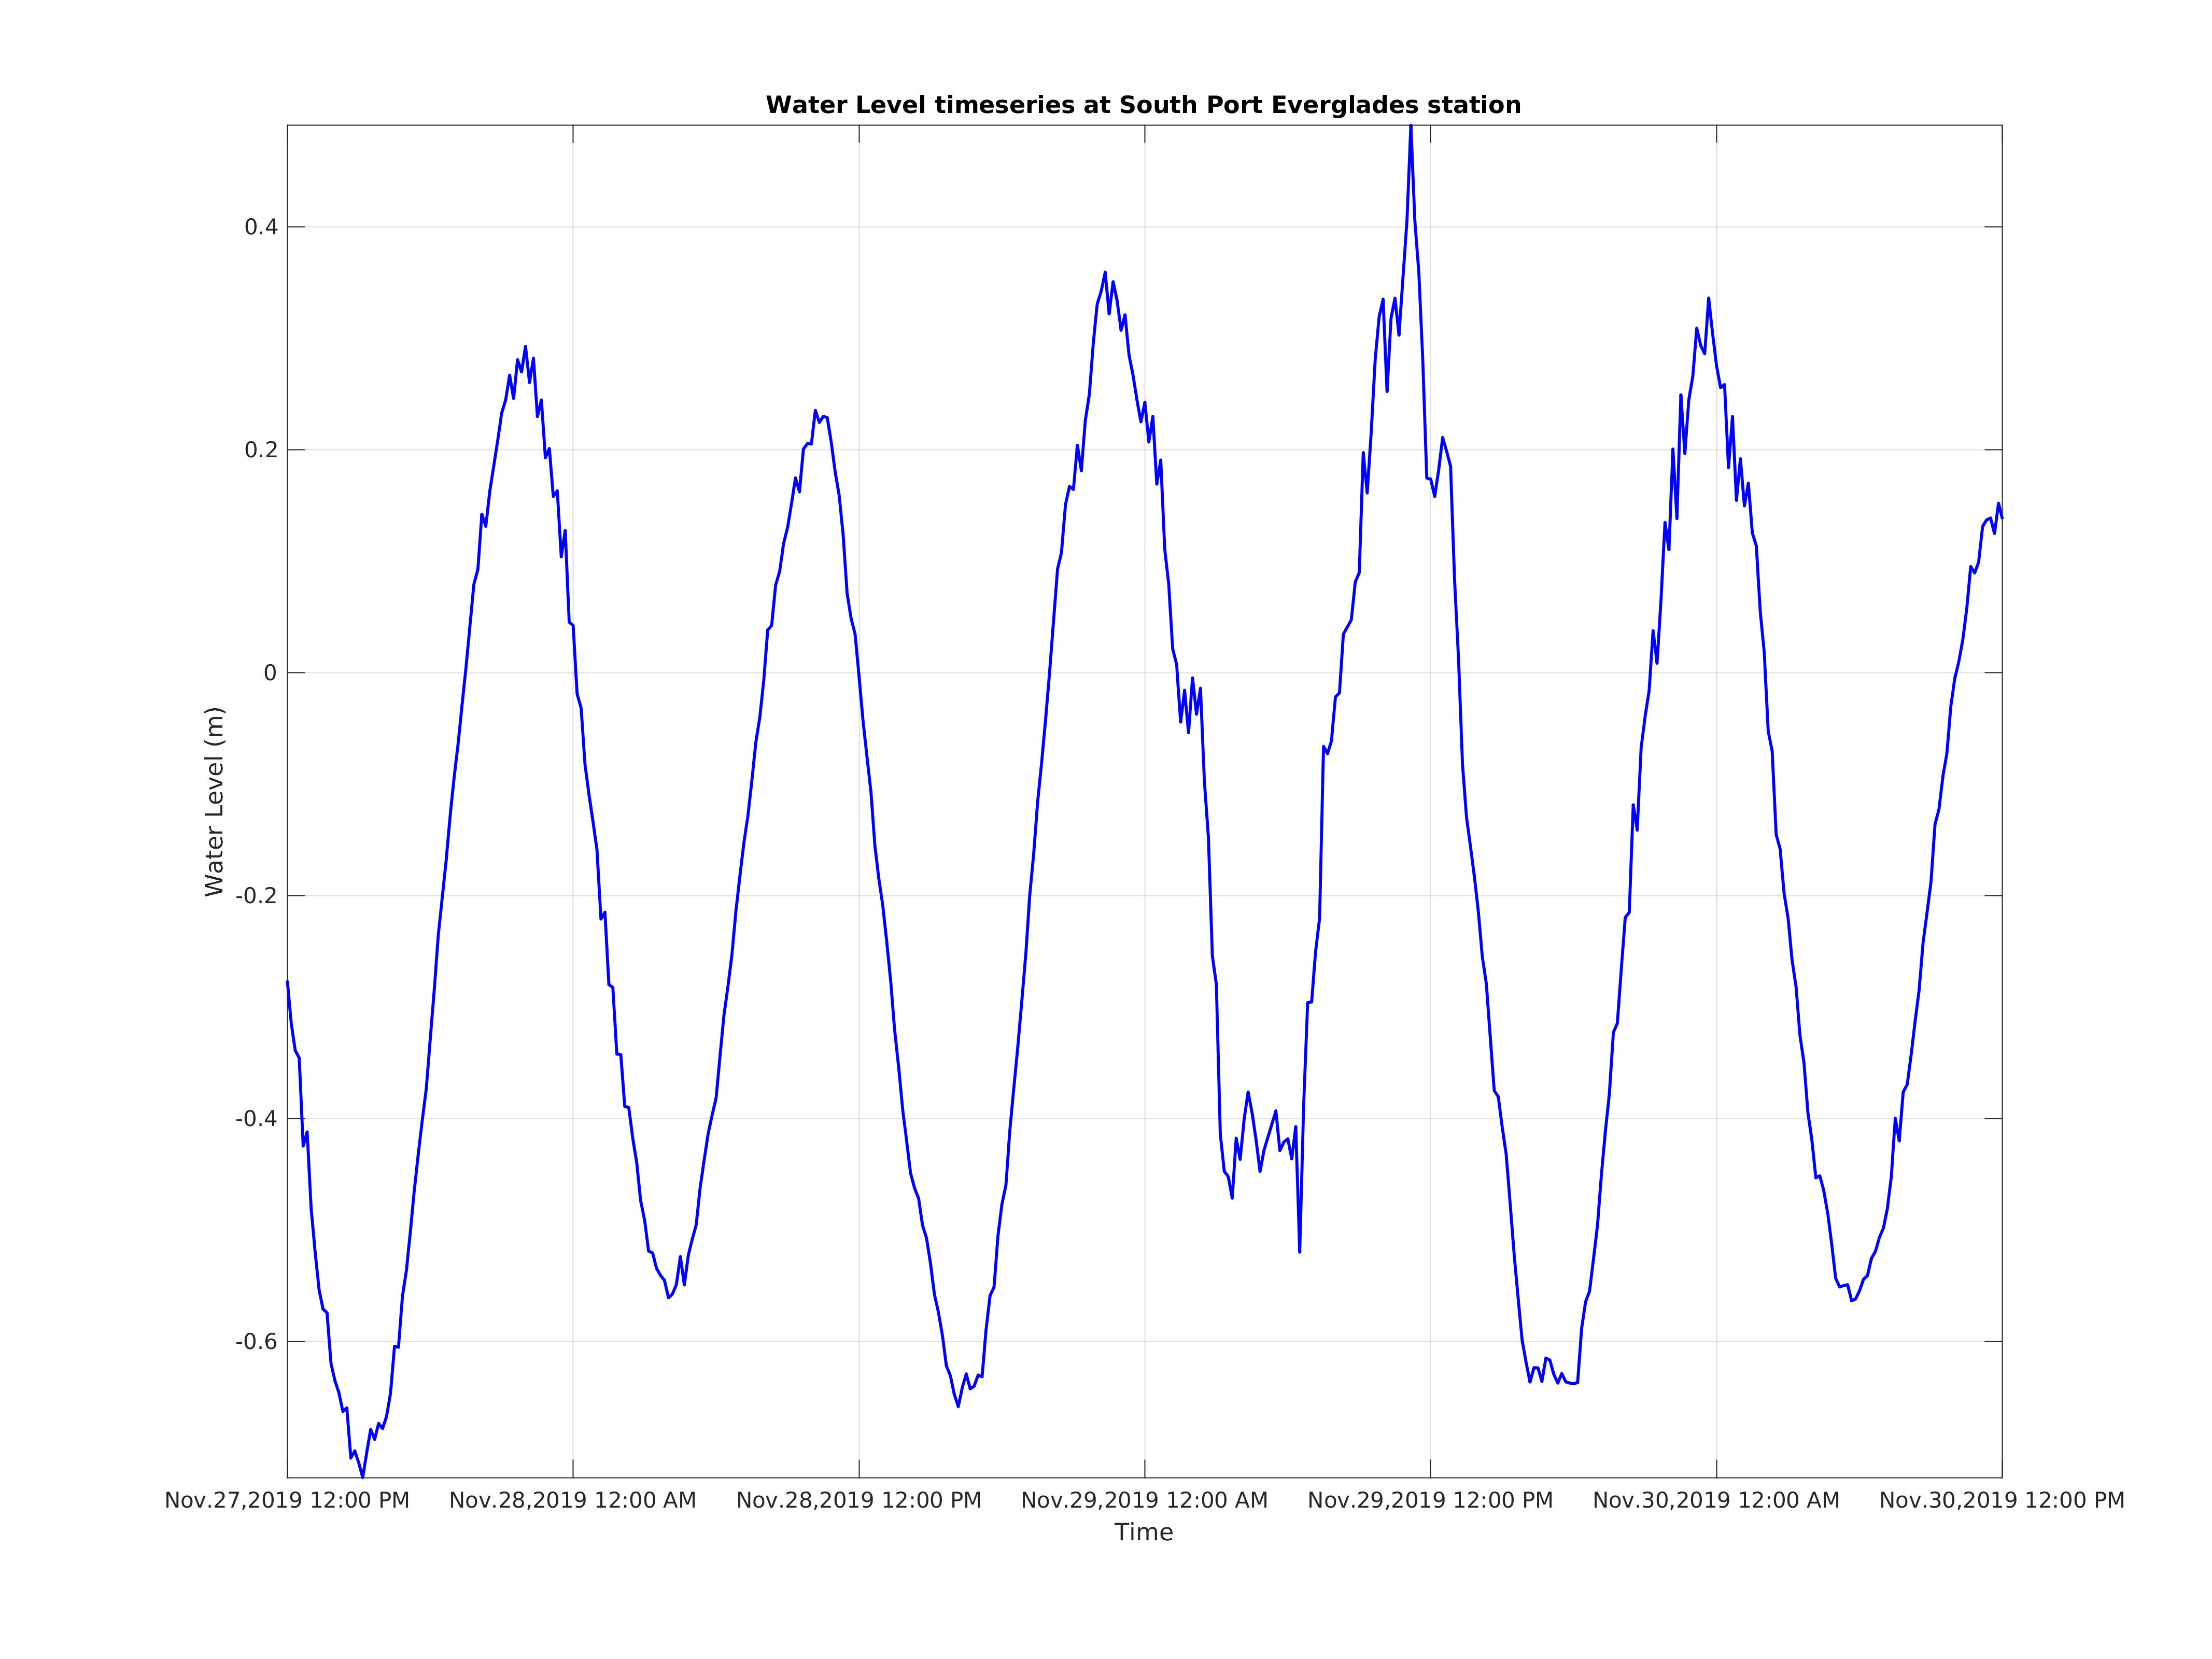 Water Level timeseries at South Port Everglades station
0.4
0.2
0
-0.2
-0.4
-0.6
Water Level (m)
Nov.27,2019 12:00 PM
Nov.28,2019 12:00 AM
Nov.28,2019 12:00 PM
Nov.29,2019 12:00 AM
Nov.29,2019 12:00 PM
Nov.30,2019 12:00 AM
Nov.30,2019 12:00 PM
Time